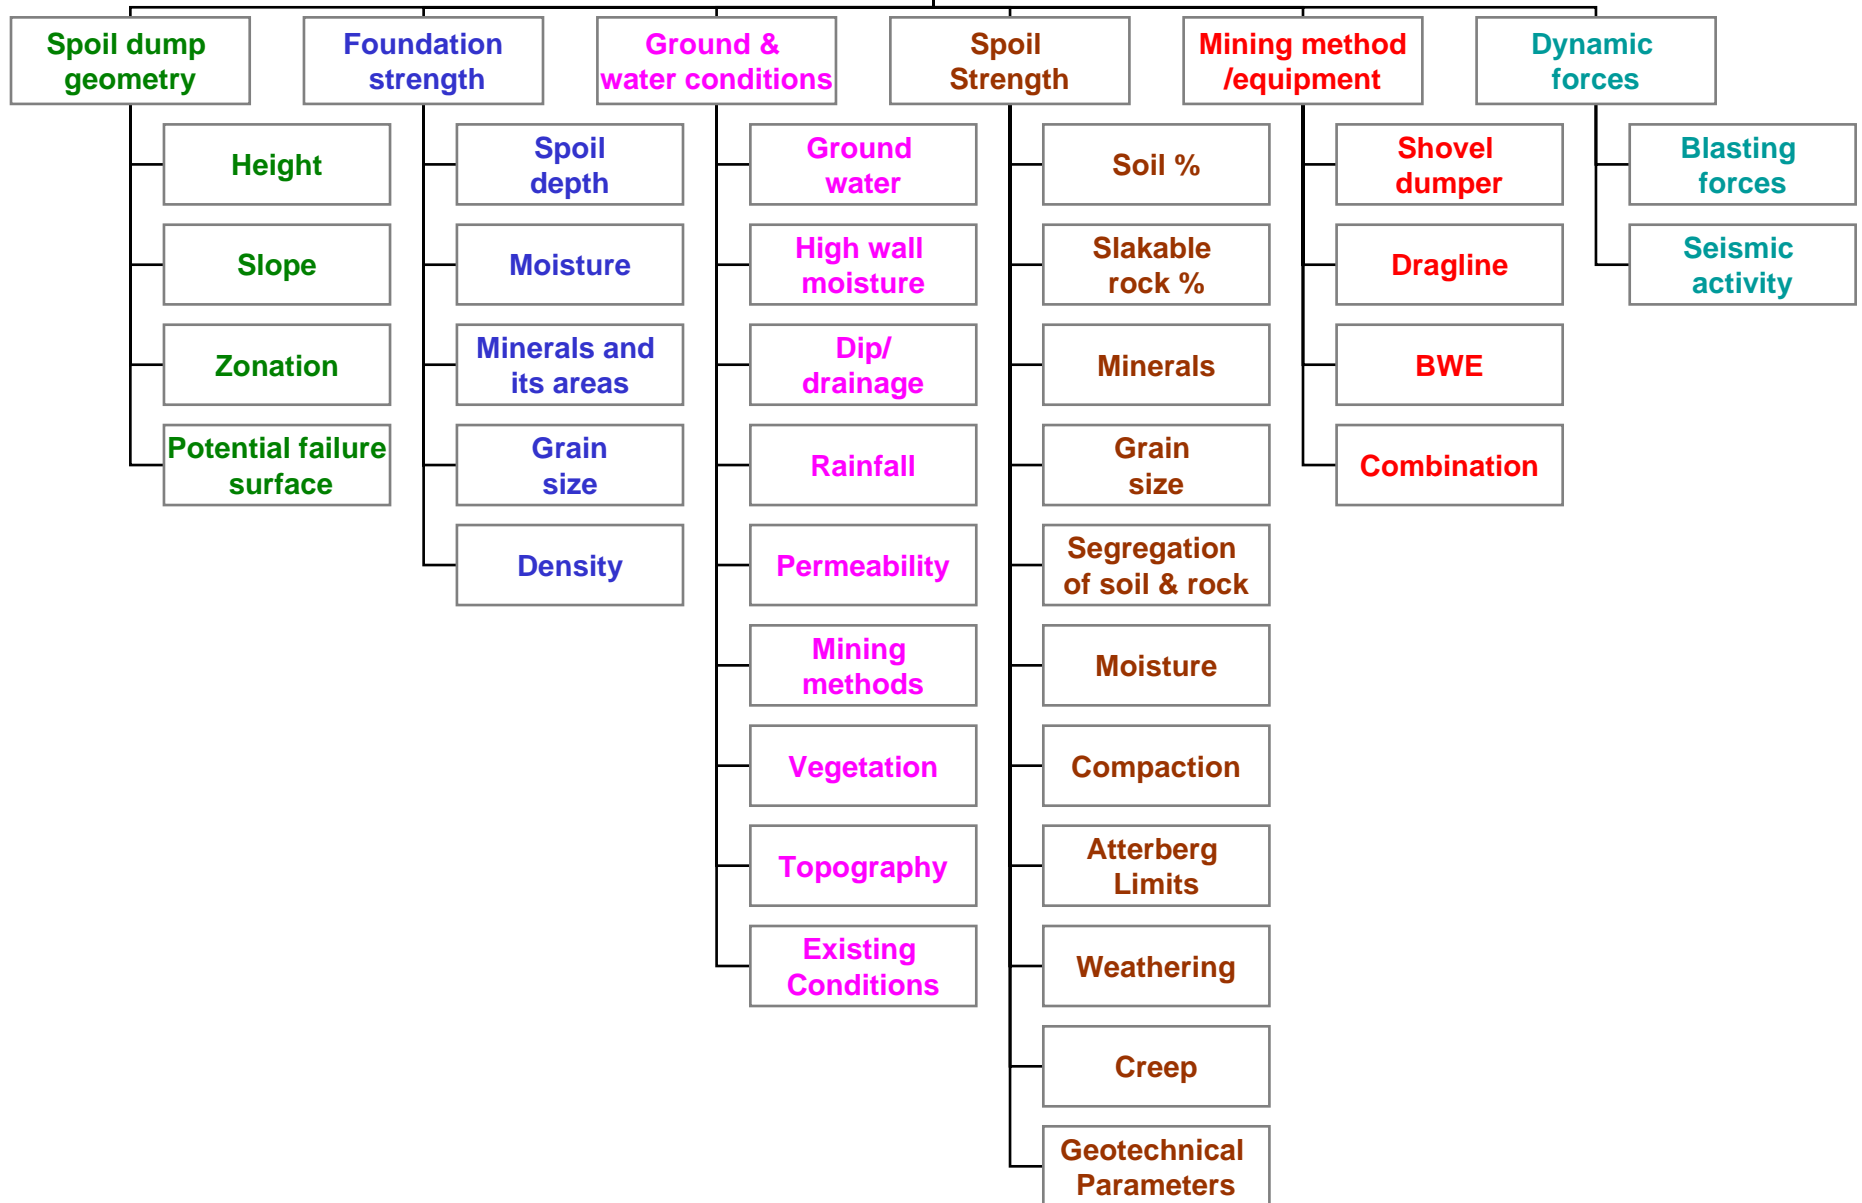 Spoil dump
geometry
Height
Slope
Zonation
Potential failure
surface
Foundation
strength
Spoil
depth
Moisture
Minerals and
its areas
Grain
size
Density
Ground &
water conditions
Ground
water
High wall
moisture
Dip/
drainage
Rainfall
Permeability
Mining
methods
Vegetation
Topography
Existing
Conditions
Spoil
Strength
Soil %
Slakable
rock %
Minerals
Grain
size
Segregation
of soil & rock
Moisture
Compaction
Atterberg
Limits
Weathering
Creep
Geotechnical
Parameters
Mining method
/equipment
Shovel
dumper
Dragline
BWE
Combination
Dynamic
forces
Blasting
forces
Seismic
activity